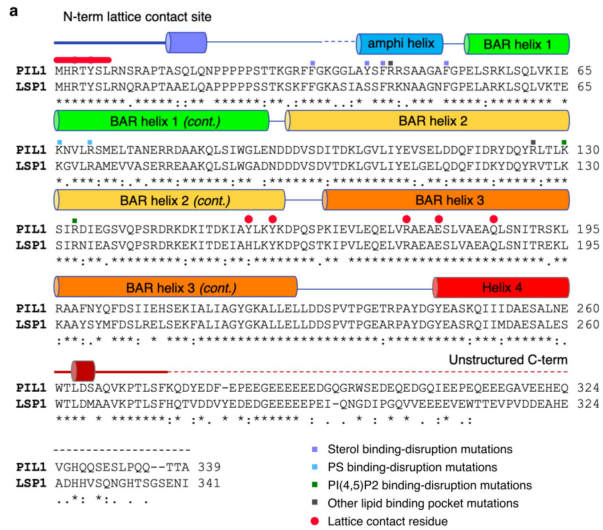 a
N-term lattice contact site
amphi helix
BAR helix 1
PIL1 MHRTYSLRNSRAPTASQLQNPPPPPSTTKGRFFGKGGLAYSFRRSAAGAFGPELSRKLSQLVKIE 65
LSP1 MHRTYSLRNQRAPTAAELQAPPPPPSSTKSKFFGKASIASSFRKNAAGNFGPELARKLSQLVKTE 65
BAR helix 1 (cont.)
BAR helix 2
PIL1 KNVLRSMELTANERRDAAKQLSIWGLENDDDVSDITDKLGVLIYEVSELDDQFIDRYDQYRLTLK 130
LSP1 KGVLRAMEVVASERREAAKQLSLWGADNDDDVSDVTDKLGVLIYELGELQDQFIDKYDQYRVTLK 130
BAR helix 2 (cont.)
BAR helix 3
PIL1 SIRDIEGSVQPSRDRKDKITDKIAYLKYKDPQSPKIEVLEQELVRAEAESLVAEAQLSNITRSKL 195
LSP1 SIRNIEASVQPSRDRKEKITDEIAHLKYKDPQSTKIPVLEQELVRAEAESLVAEAQLSNITREKL 195
BAR helix 3 (cont.)
Helix 4
PIL1 RAAFNYQFDSIIEHSEKIALIAGYGKALLELLDDSPVTPGETRPAYDGYEASKQIIIDAESALNE 260
LSP1 KAAYSYMFDSLRELSEKFALIAGYGKALLELLDDSPVTPGEARPAYDGYEASRQIIMDAESALES 260
Unstructured C-term
PIL1 WTLDSAQVKPTLSFKQDYEDF-EPEEGEEEEEEDGQGRWSEDEQEDGQIEEPEQEEEGAVEEHEQ 324
LSP1 WTLDMAAVKPTLSFHQTVDDVYEDEDGEEEEEPEI-QNGDIPGQVVEEEEVEWTTEVPVDDEAHE 324
PIL1 VGHQQSESLPQQ--TTA 339
LSP1 ADHHVSQNGHTSGSENI 341
Sterol binding-disruption mutations
PS binding-disruption mutations
PI(4,5)P2 binding-disruption mutations
Other lipid binding pocket mutations
Lattice contact residue